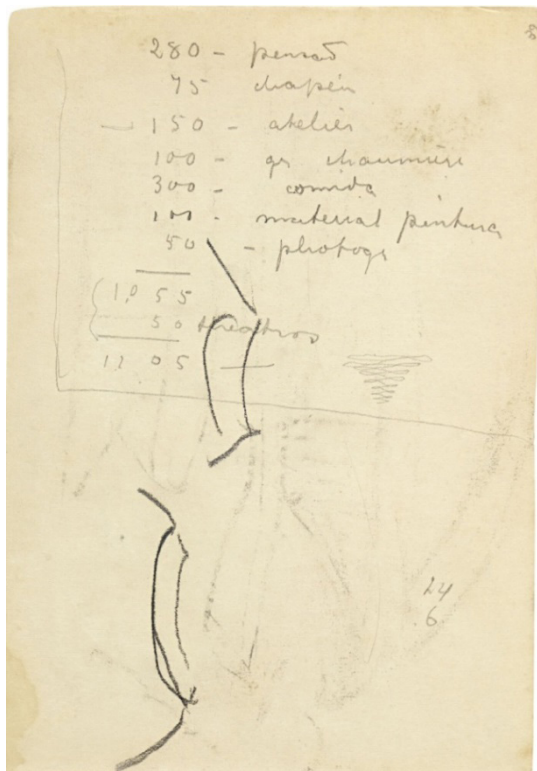 280 - pensão
75 chapéu
— 150 - atelier
100 - gr chaumière
300 - comida
100 - material pintura
50 - photogr
1,055
50 theatros
1105 —
24
6